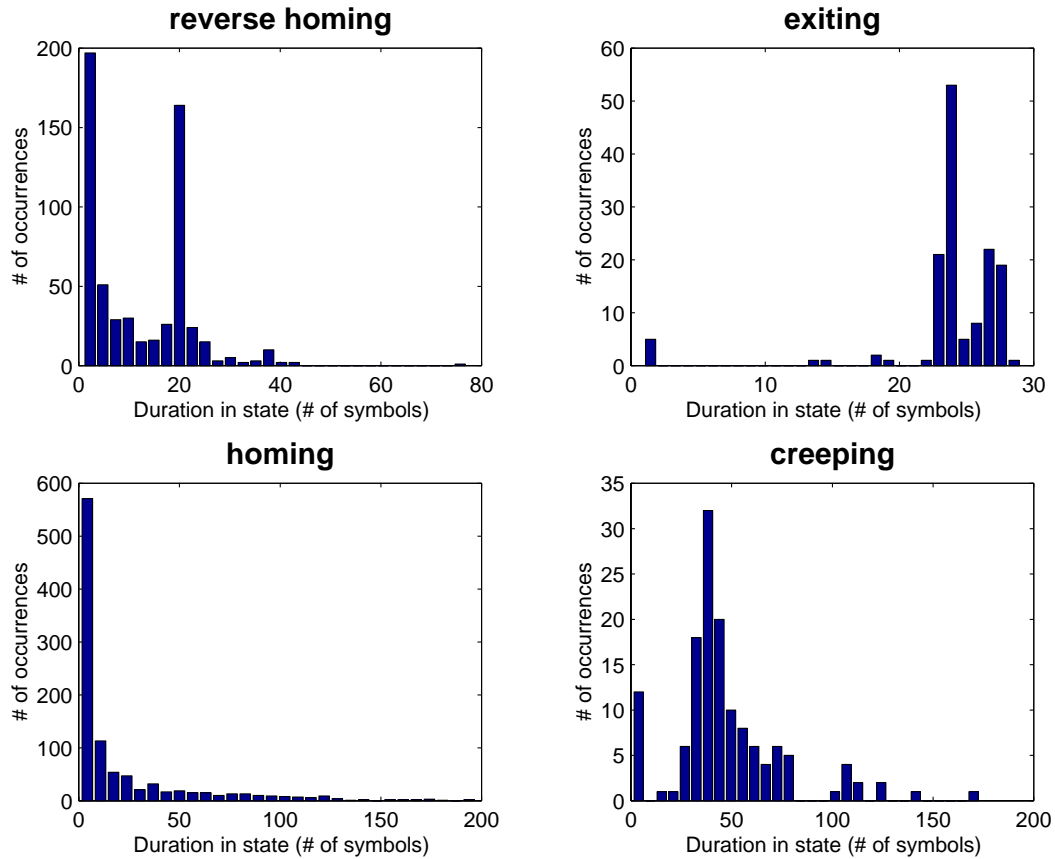 reverse homing
200
150
100
50
0
0 20 40 60 80
# of occurrences
Duration in state (# of symbols)
exiting
60
50
40
30
20
10
0
0 10 20 30
# of occurrences
Duration in state (# of symbols)
homing
600
500
400
300
200
100
0
0 50 100 150 200
# of occurrences
Duration in state (# of symbols)
creeping
35
30
25
20
15
10
5
0
0 50 100 150 200
# of occurrences
Duration in state (# of symbols)